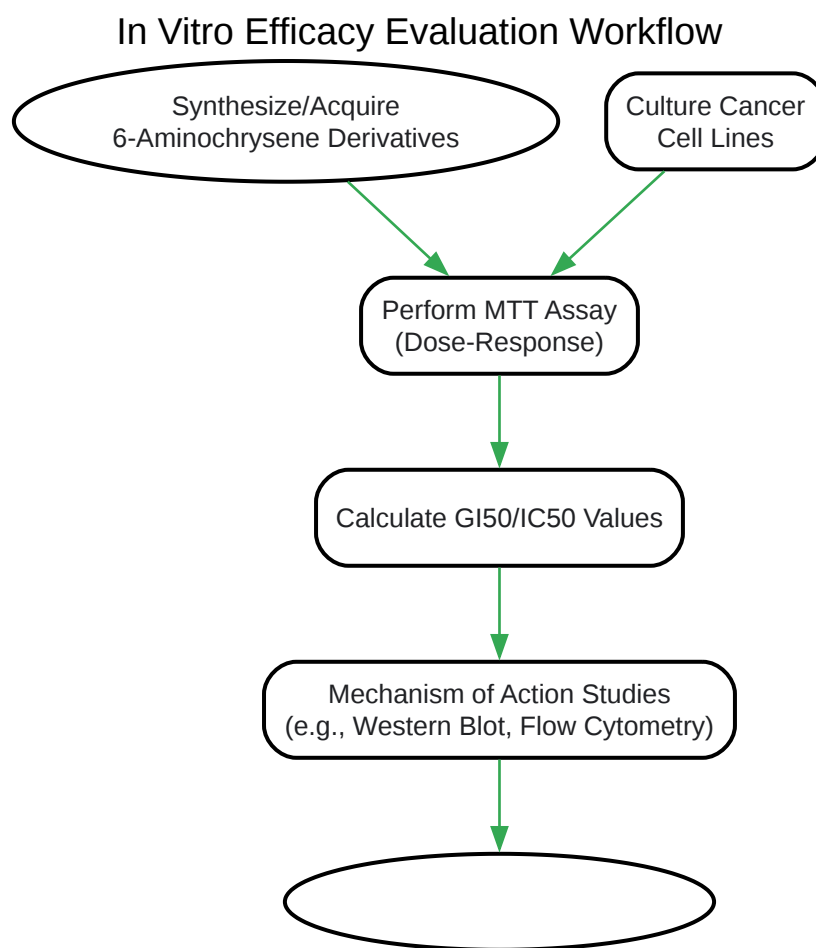 In Vitro Efficacy Evaluation Workflow
Synthesize/Acquire
6-Aminochrysene Derivatives
Culture Cancer
Cell Lines
Perform MTT Assay
(Dose-Response)
Calculate GI50/IC50 Values
Mechanism of Action Studies
(e.g., Western Blot, Flow Cytometry)